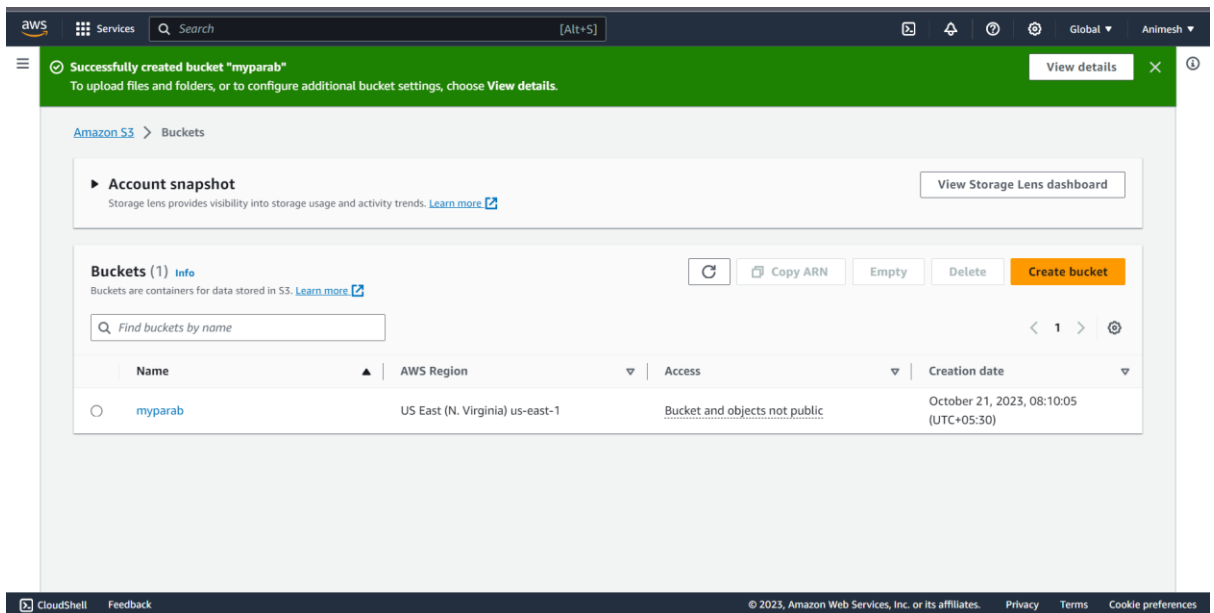 aws Services Search [Alt+S] Global Animesh
Successfully created bucket "myparab" View details
To upload files and folders, or to configure additional bucket settings, choose View details.
Amazon S3 > Buckets
Account snapshot View Storage Lens dashboard
Storage lens provides visibility into storage usage and activity trends. Learn more
Buckets (1) Info Copy ARN Empty Delete Create bucket
Buckets are containers for data stored in S3. Learn more
Find buckets by name < 1 >
Name AWS Region Access Creation date
myparab US East (N. Virginia) us-east-1 Bucket and objects not public October 21, 2023, 08:10:05
(UTC+05:30)
CloudShell Feedback © 2023, Amazon Web Services, Inc. or its affiliates. Privacy Terms Cookie preferences